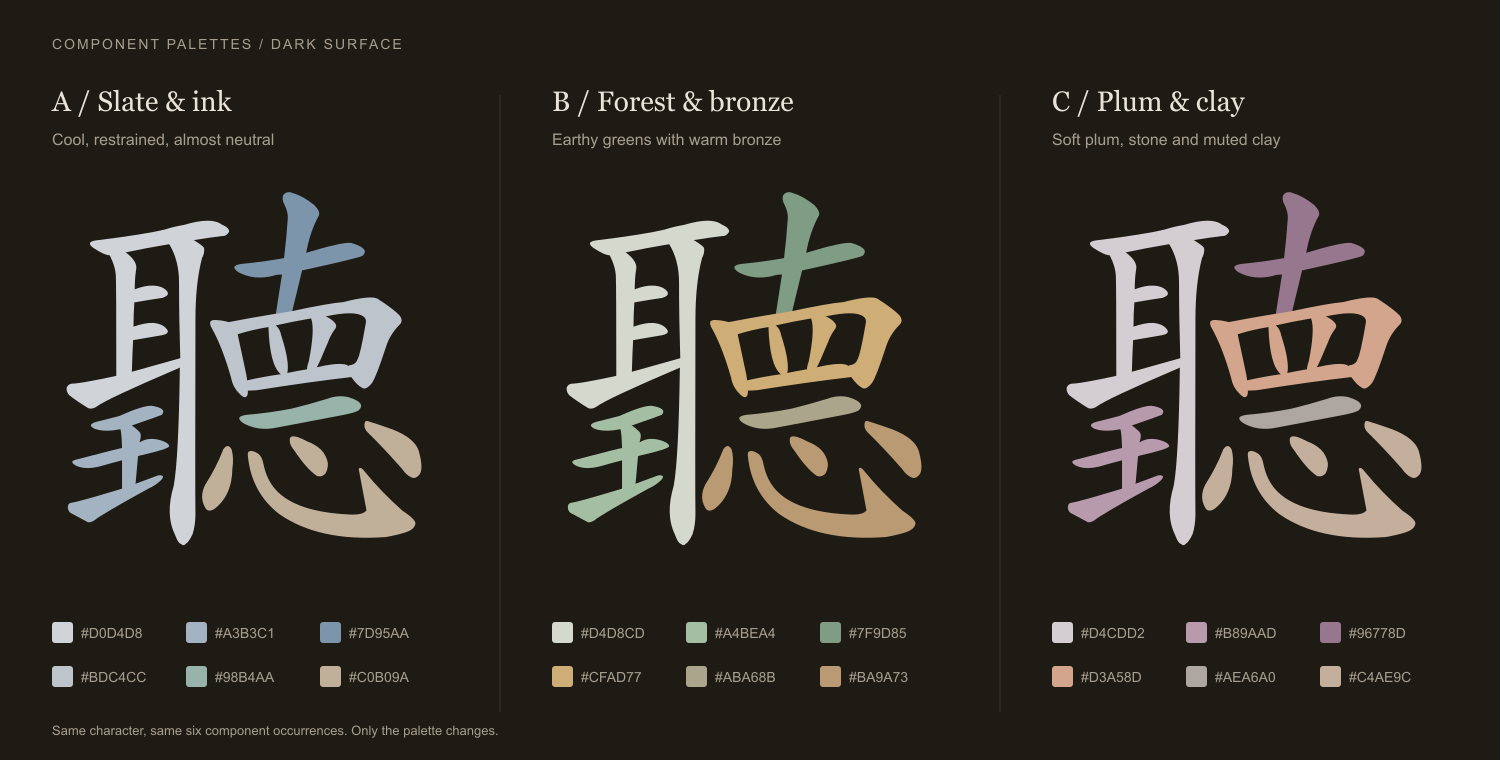 COMPONENT PALETTES / DARK SURFACE
A / Slate & ink
Cool, restrained, almost neutral
聽
#D0D4D8 #A3B3C1 #7D95AA
#BDC4CC #98B4AA #C0B09A
B / Forest & bronze
Earthy greens with warm bronze
聽
#D4D8CD #A4BEA4 #7F9D85
#CFAD77 #ABA68B #BA9A73
C / Plum & clay
Soft plum, stone and muted clay
聽
#D4CDD2 #B89AAD #96778D
#D3A58D #AEA6A0 #C4AE9C
Same character, same six component occurrences. Only the palette changes.